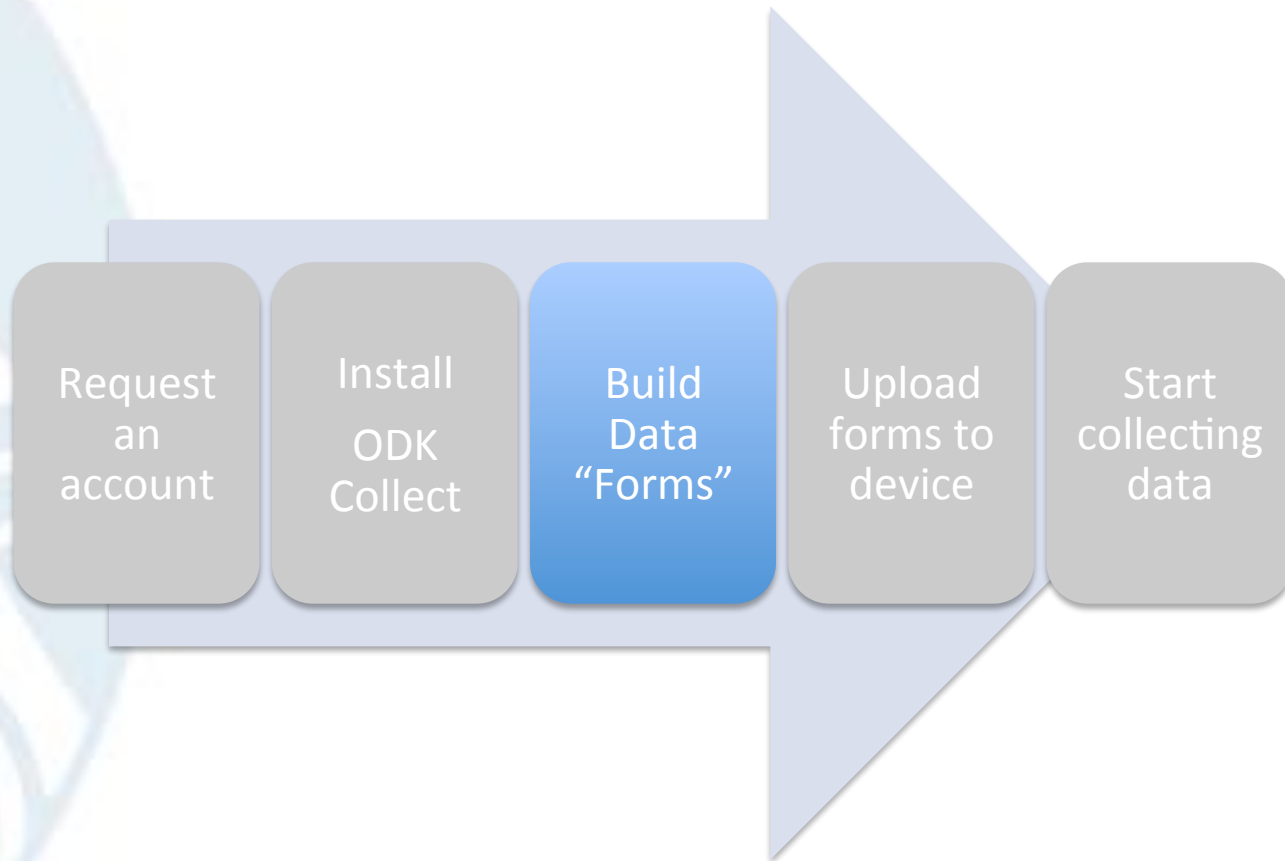 Request
an
account
Install
ODK
Collect
Build
Data
“Forms”
Upload
forms to
device
Start
collecting
data